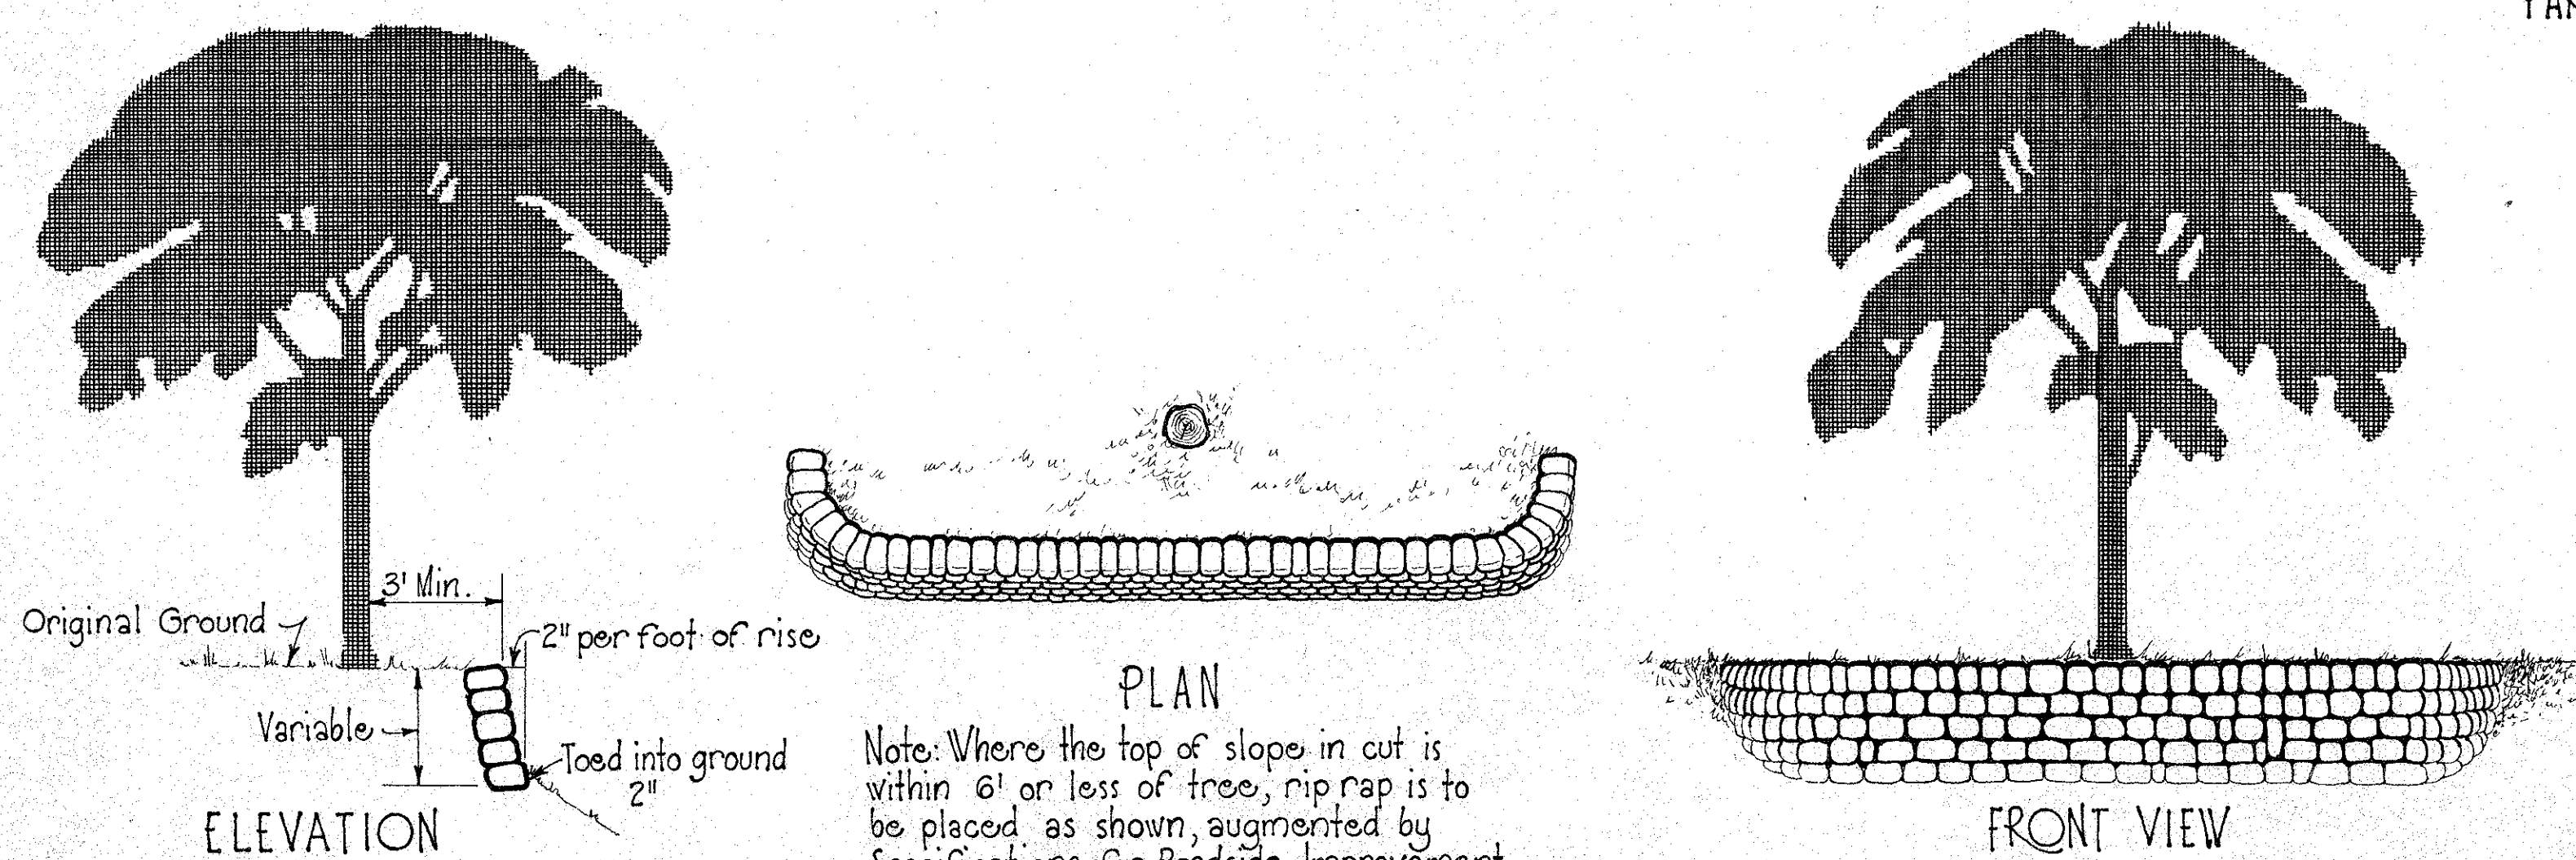 3' Min.
Original Ground
2" per foot of rise
Variable
Toed into ground
2"
ELEVATION
PLAN
Note: Where the top of slope in cut is
within 6' or less of tree, rip rap is to
be placed as shown, augmented by
FRONT VIEW